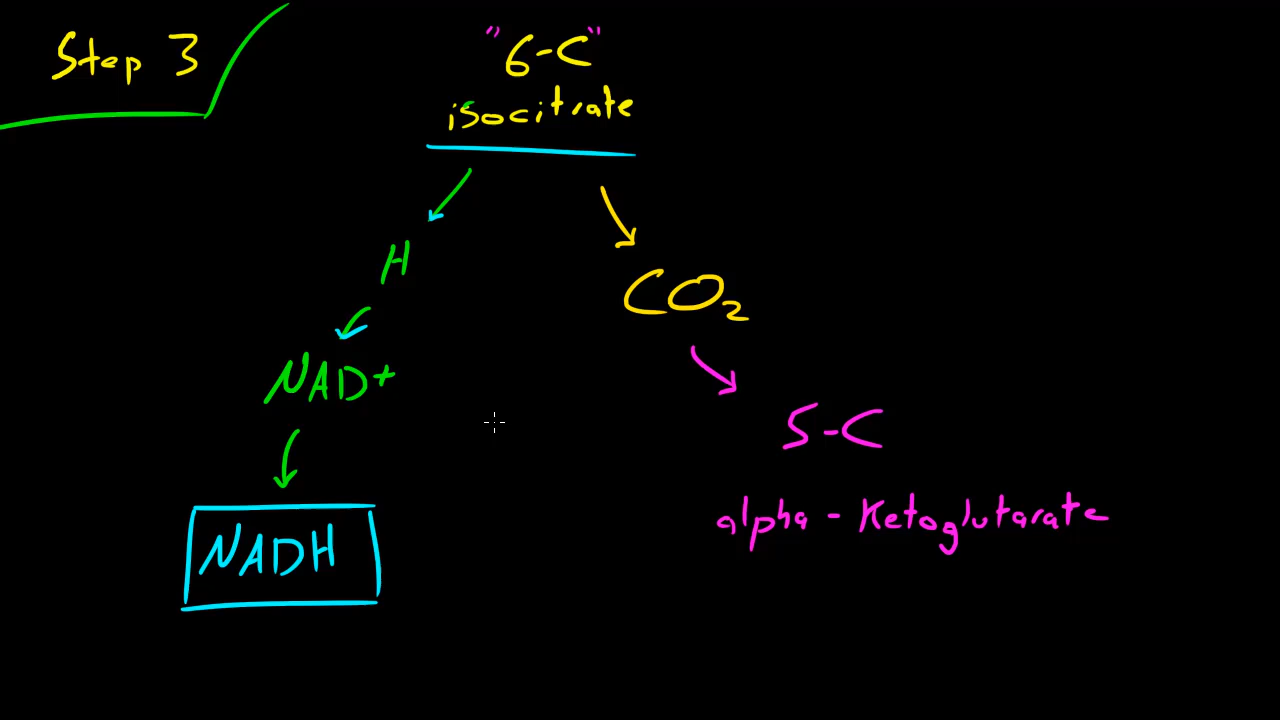 Step 3
"6-C"
isocitrate
H
CO2
NAD+
5-C
alpha-Ketoglutarate
NADH